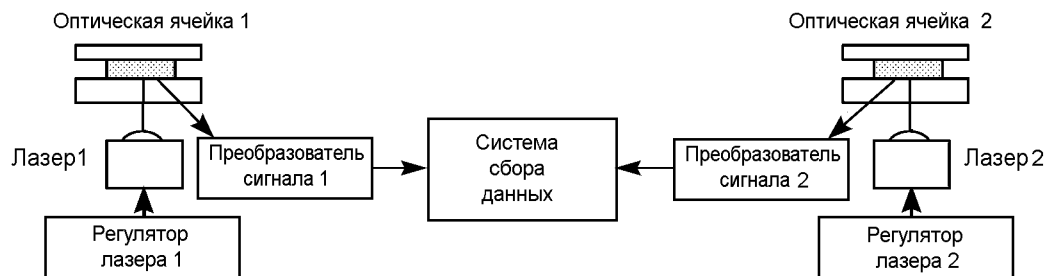 Оптическая ячейка 1
Оптическая ячейка 2
Лазер1
Преобразователь
сигнала 1
Система
сбора
данных
Преобразователь
сигнала 2
Лазер2
Регулятор
лазера 1
Регулятор
лазера 2